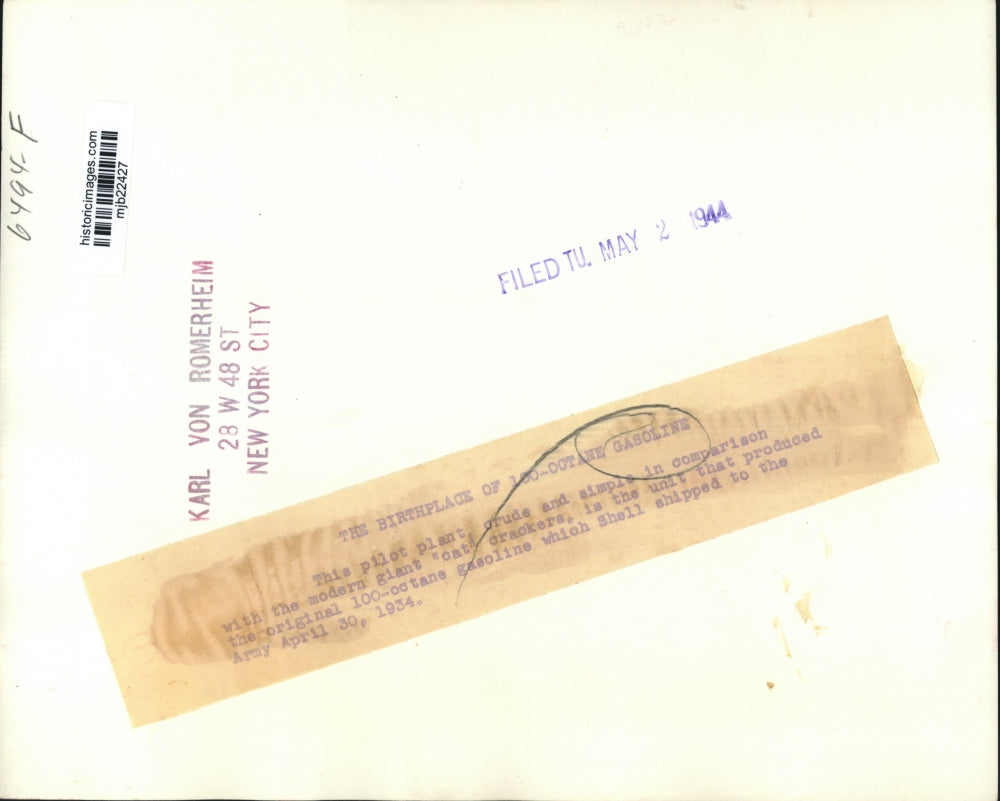 6494-F
historicimages.com
mjb22427
KARL VON ROMERHEIM
28 W 48 ST
NEW YORK CITY
FILED TU. MAY 2 1944
THE BIRTHPLACE OF 100-OCTANE GASOLINE
This pilot plant, crude and simple in comparison
with the modern giant "cat" crackers, is the unit that produced
the original 100-octane gasoline which Shell shipped to the
Army April 30, 1934.